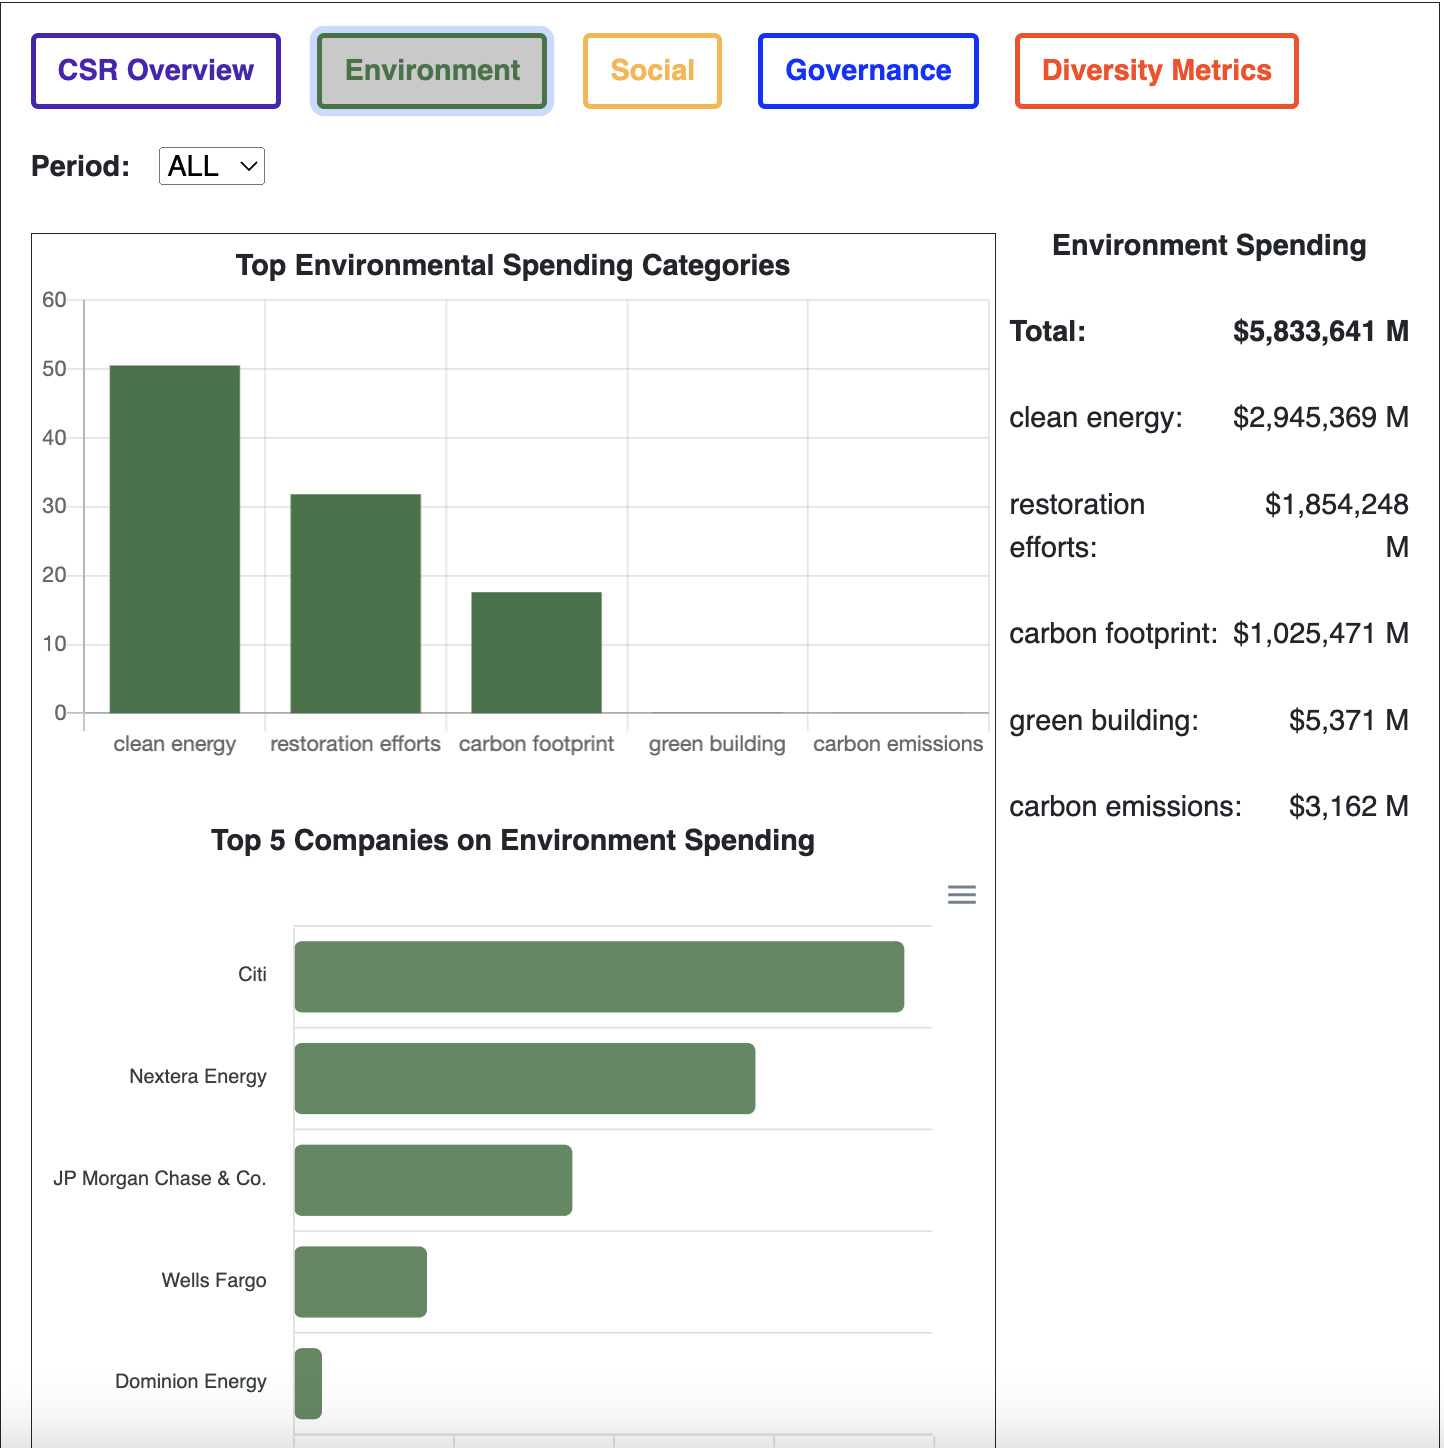 CSR Overview
Environment
Social
Governance
Diversity Metrics
Period:
ALL
Top Environmental Spending Categories
60
50
40
30
20
10
0
clean energy
restoration efforts
carbon footprint
green building
carbon emissions
Environment Spending
Total: $5,833,641 M
clean energy: $2,945,369 M
restoration $1,854,248
efforts: M
carbon footprint: $1,025,471 M
green building: $5,371 M
carbon emissions: $3,162 M
Top 5 Companies on Environment Spending
Citi
Nextera Energy
JP Morgan Chase & Co.
Wells Fargo
Dominion Energy